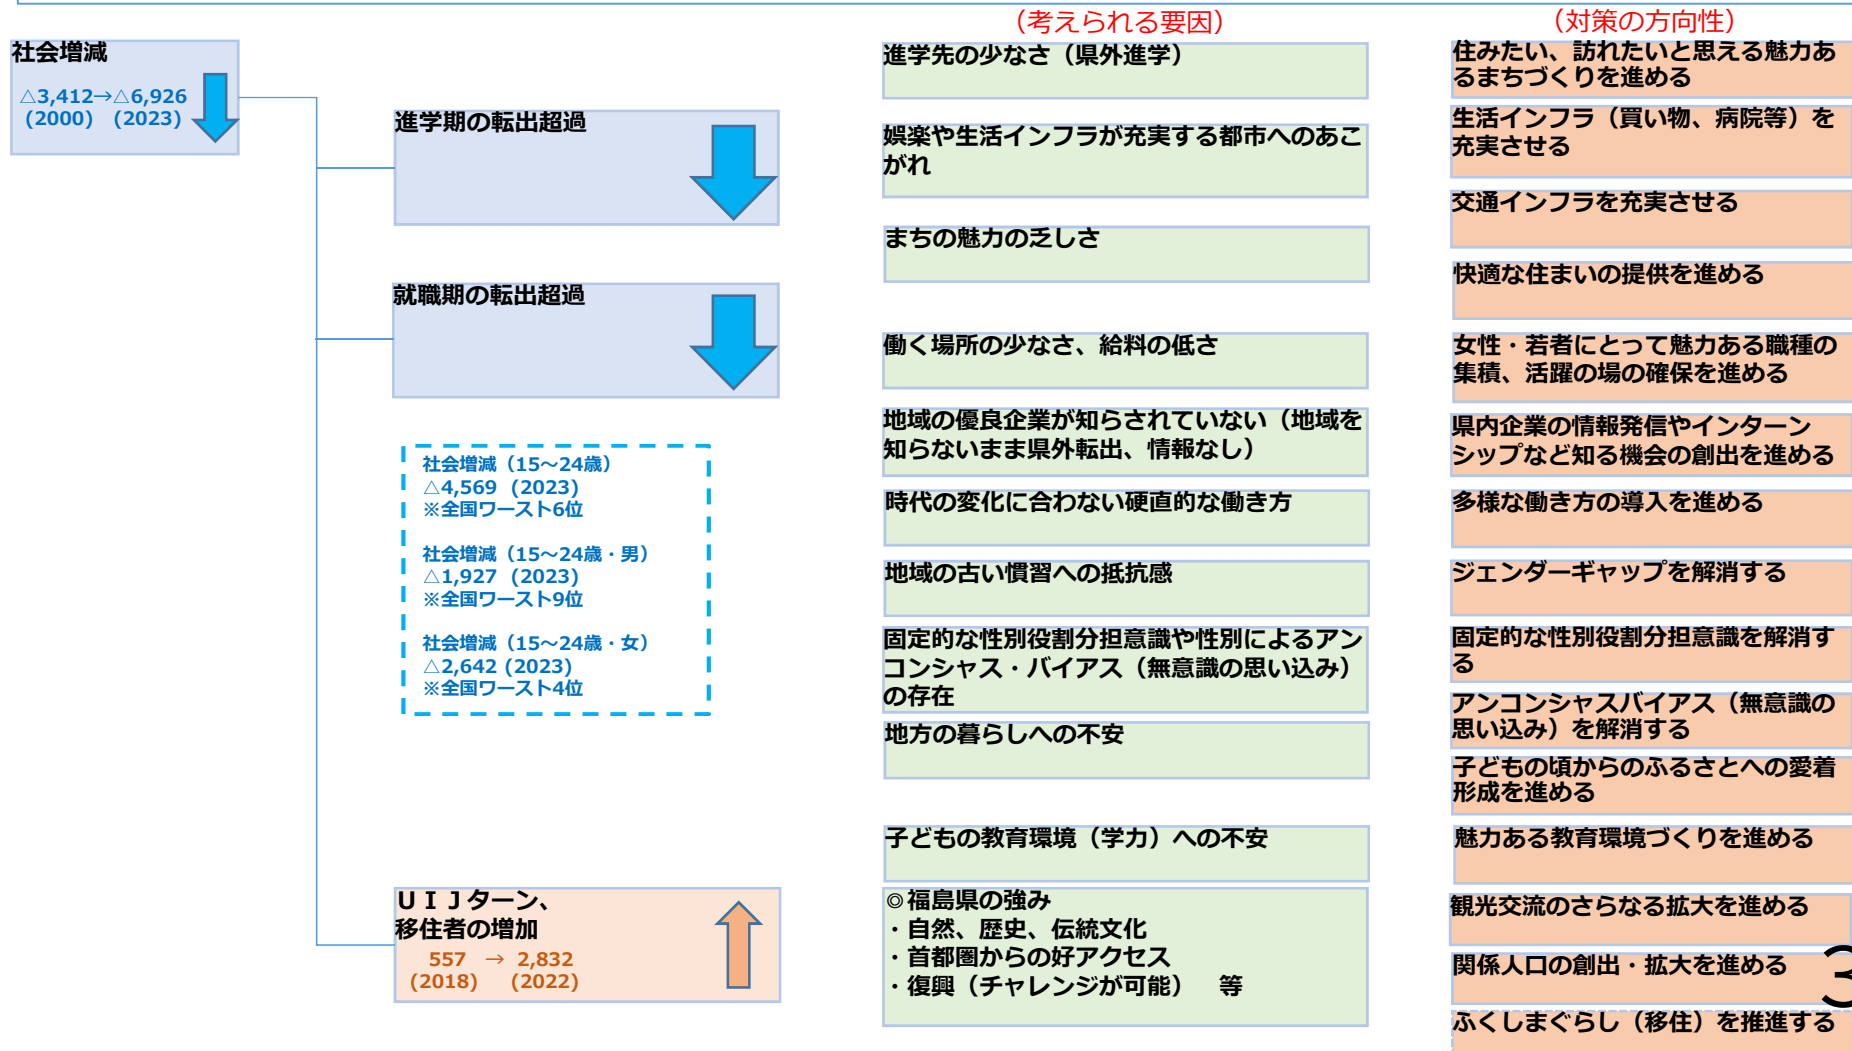 社会増減
△3,412→△6,926
(2000) (2023)
進学期の転出超過
就職期の転出超過
社会増減（15～24歳）
△4,569 (2023)
※全国ワースト6位
社会増減（15～24歳・男）
△1,927 (2023)
※全国ワースト9位
社会増減（15～24歳・女）
△2,642 (2023)
※全国ワースト4位
ＵＩＪターン、
移住者の増加
557 → 2,832
(2018) (2022)
（考えられる要因）
進学先の少なさ（県外進学）
娯楽や生活インフラが充実する都市へのあこ
がれ
まちの魅力の乏しさ
働く場所の少なさ、給料の低さ
地域の優良企業が知らされていない（地域を
知らないまま県外転出、情報なし）
時代の変化に合わない硬直的な働き方
地域の古い慣習への抵抗感
固定的な性別役割分担意識や性別によるアン
コンシャス・バイアス（無意識の思い込み）
の存在
地方の暮らしへの不安
子どもの教育環境（学力）への不安
◎福島県の強み
・自然、歴史、伝統文化
・首都圏からの好アクセス
・復興（チャレンジが可能） 等
（対策の方向性）
住みたい、訪れたいと思える魅力あ
るまちづくりを進める
生活インフラ（買い物、病院等）を
充実させる
交通インフラを充実させる
快適な住まいの提供を進める
女性・若者にとって魅力ある職種の
集積、活躍の場の確保を進める
県内企業の情報発信やインターン
シップなど知る機会の創出を進める
多様な働き方の導入を進める
ジェンダーギャップを解消する
固定的な性別役割分担意識を解消す
る
アンコンシャスバイアス（無意識の
思い込み）を解消する
子どもの頃からのふるさとへの愛着
形成を進める
魅力ある教育環境づくりを進める
観光交流のさらなる拡大を進める
関係人口の創出・拡大を進める
ふくしまぐらし（移住）を推進する
3